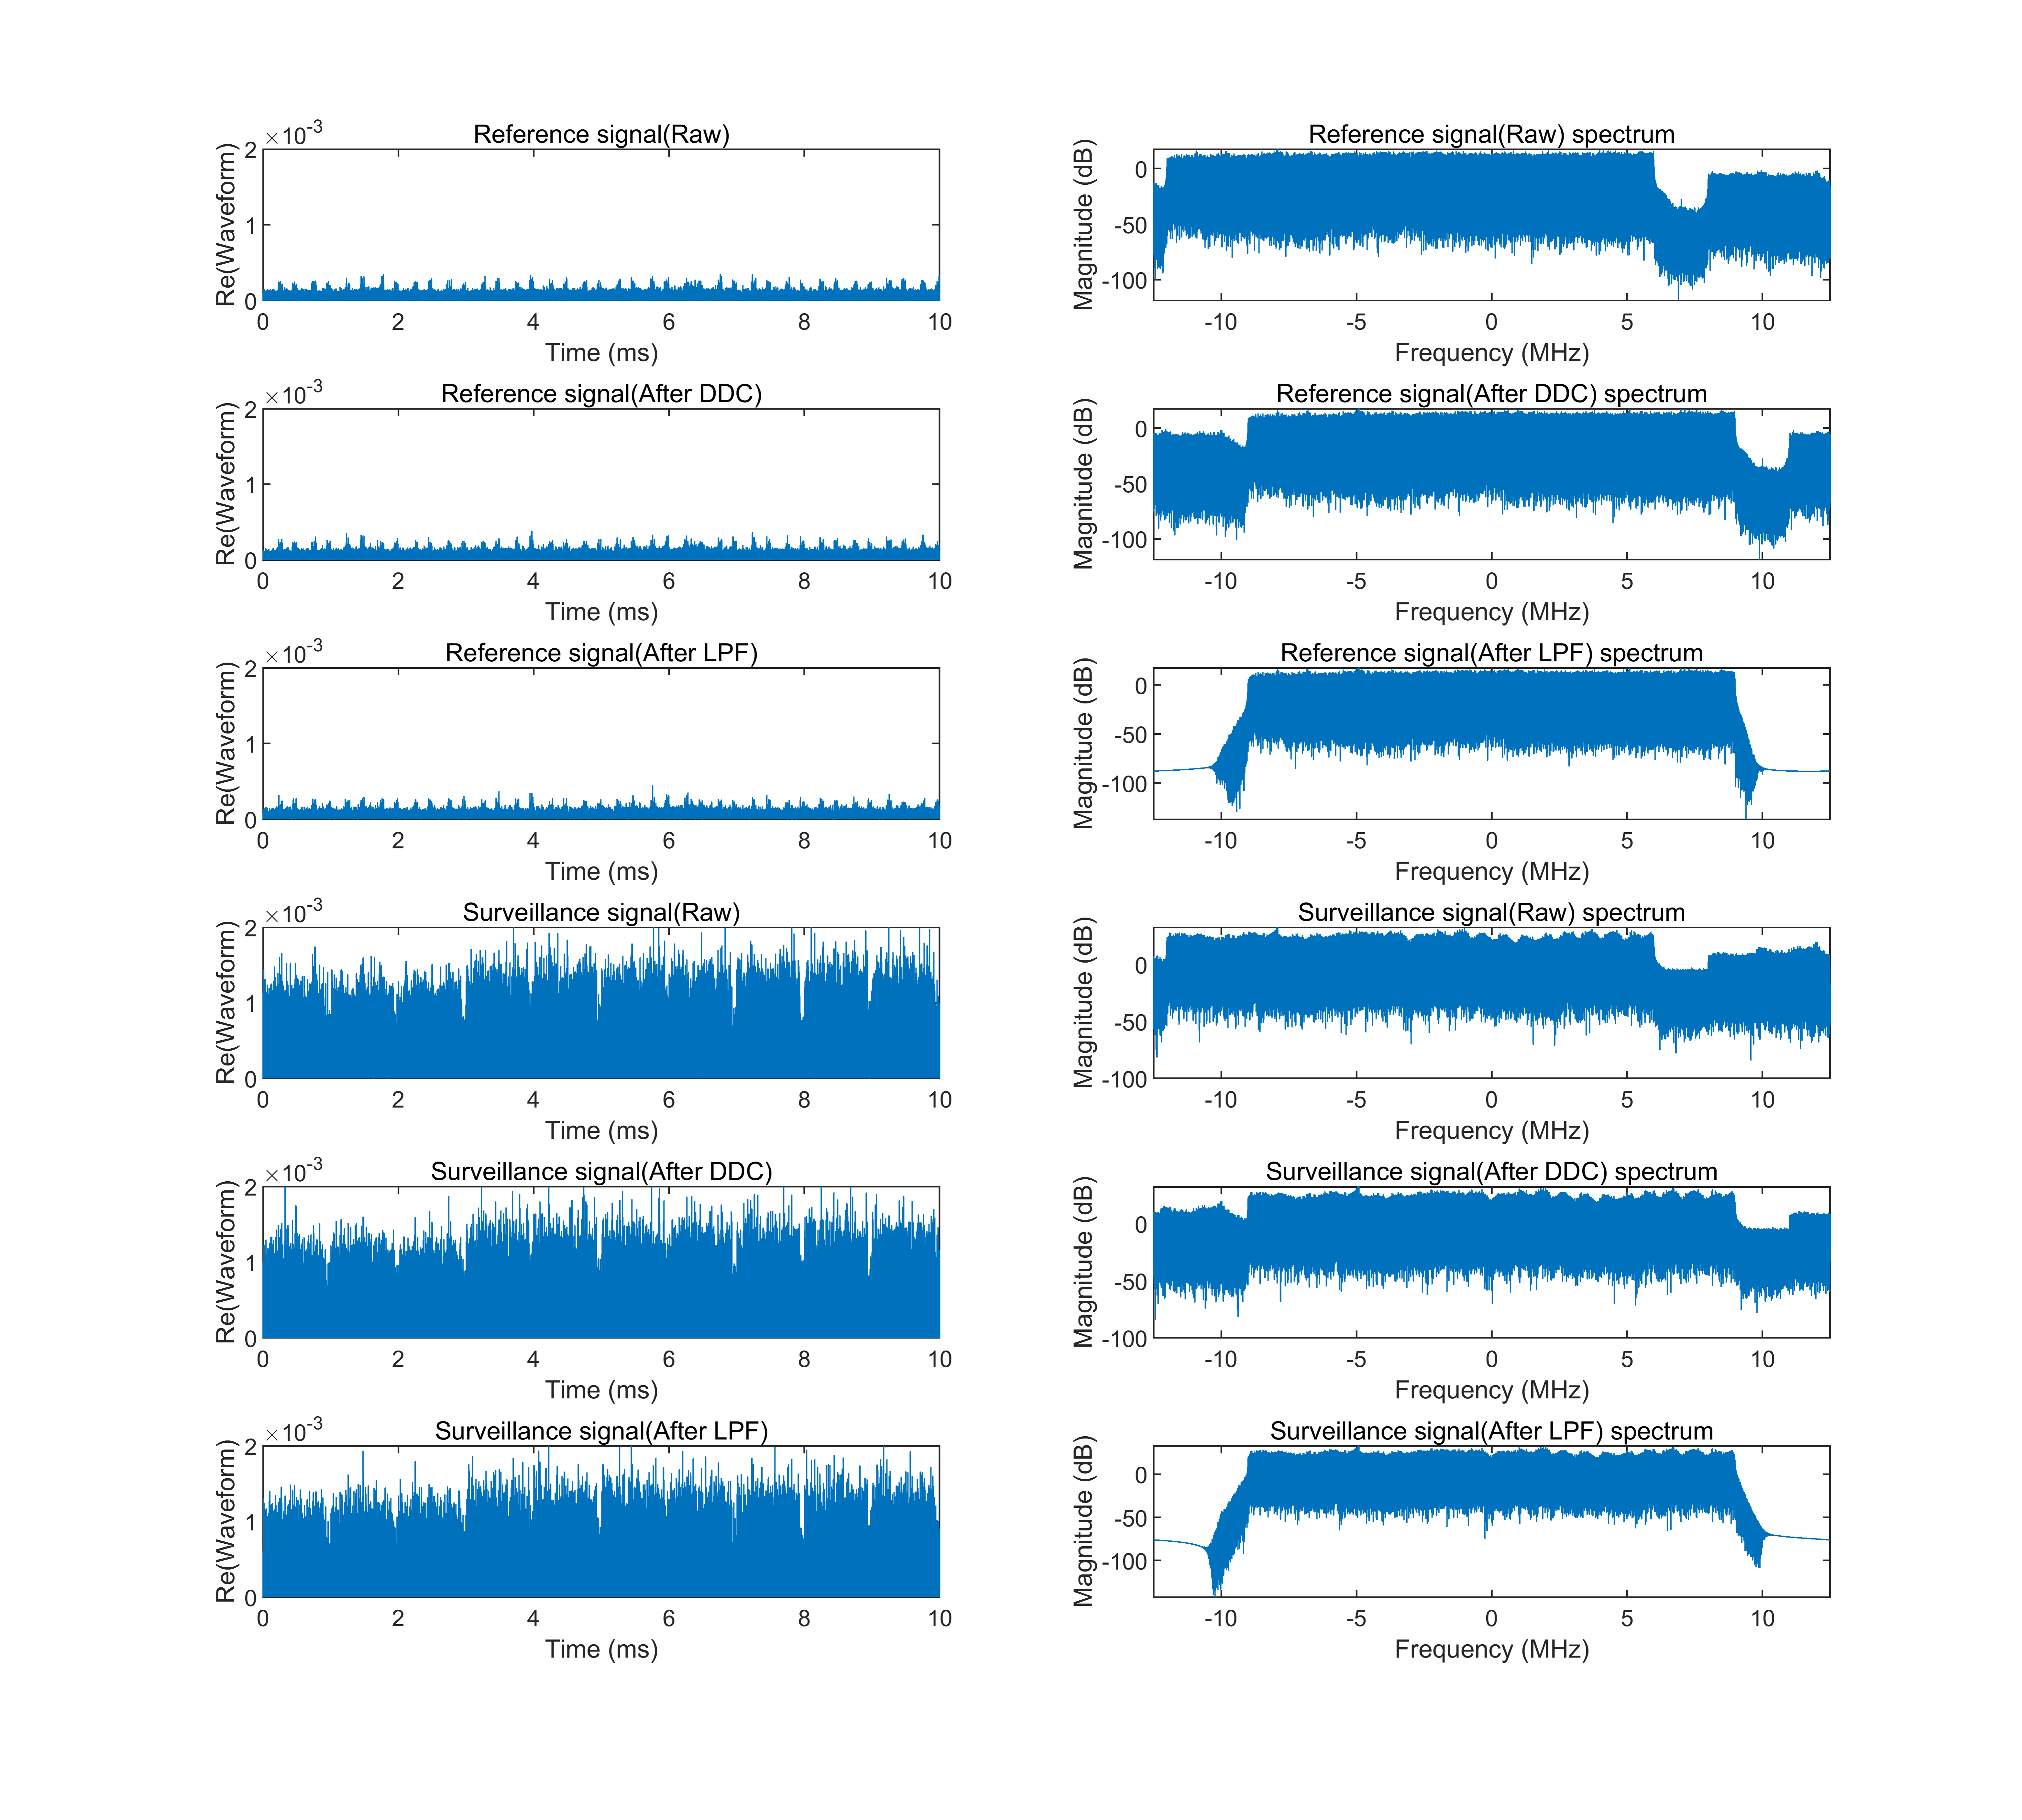 Reference signal(Raw)
×10-3
Re(Waveform)
2
1
0
0 2 4 6 8 10
Time (ms)
Reference signal(Raw) spectrum
Magnitude (dB)
0
-50
-100
-10 -5 0 5 10
Frequency (MHz)
Reference signal(After DDC)
×10-3
Re(Waveform)
2
1
0
0 2 4 6 8 10
Time (ms)
Reference signal(After DDC) spectrum
Magnitude (dB)
0
-50
-100
-10 -5 0 5 10
Frequency (MHz)
Reference signal(After LPF)
×10-3
Re(Waveform)
2
1
0
0 2 4 6 8 10
Time (ms)
Reference signal(After LPF) spectrum
Magnitude (dB)
0
-50
-100
-10 -5 0 5 10
Frequency (MHz)
Surveillance signal(Raw)
×10-3
Re(Waveform)
2
1
0
0 2 4 6 8 10
Time (ms)
Surveillance signal(Raw) spectrum
Magnitude (dB)
0
-50
-100
-10 -5 0 5 10
Frequency (MHz)
Surveillance signal(After DDC)
×10-3
Re(Waveform)
2
1
0
0 2 4 6 8 10
Time (ms)
Surveillance signal(After DDC) spectrum
Magnitude (dB)
0
-50
-100
-10 -5 0 5 10
Frequency (MHz)
Surveillance signal(After LPF)
×10-3
Re(Waveform)
2
1
0
0 2 4 6 8 10
Time (ms)
Surveillance signal(After LPF) spectrum
Magnitude (dB)
0
-50
-100
-10 -5 0 5 10
Frequency (MHz)